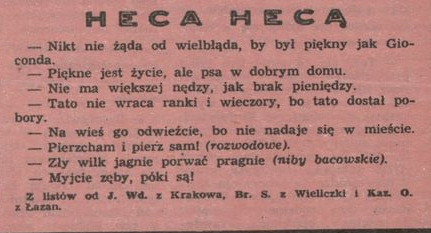 HECA HECĄ
— Nikt nie żąda od wielbłąda, by był piękny jak Gio-
conda.
— Piękne jest życie, ale psa w dobrym domu.
— Nie ma większej nędzy, jak brak pieniędzy.
— Tato nie wraca ranki i wieczory, bo tato dostał po-
bory.
— Na wieś go odwieźcie, bo nie nadaje się w mieście.
— Pierzcham i pierz sam! (rozwodowe).
— Zły wilk jagnie porwać pragnie (niby bacowskie).
— Myjcie zęby, póki są!
Z listów od J. Wd. z Krakowa, Br. S. z Wieliczki i Kaz. O.
z Łazan.